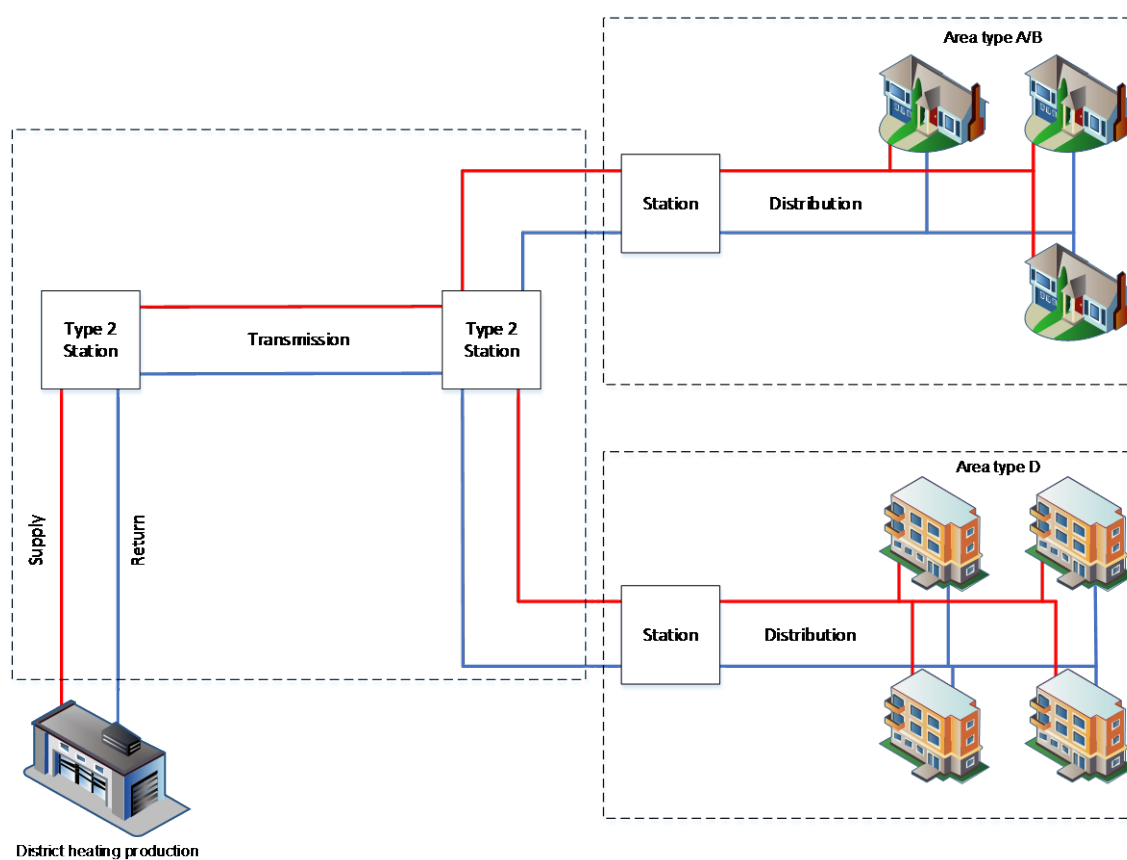 Area type A/B
Station
Distribution
Type 2
Station
Transmission
Type 2
Station
Supply
Return
Area type D
Station
Distribution
District heating production